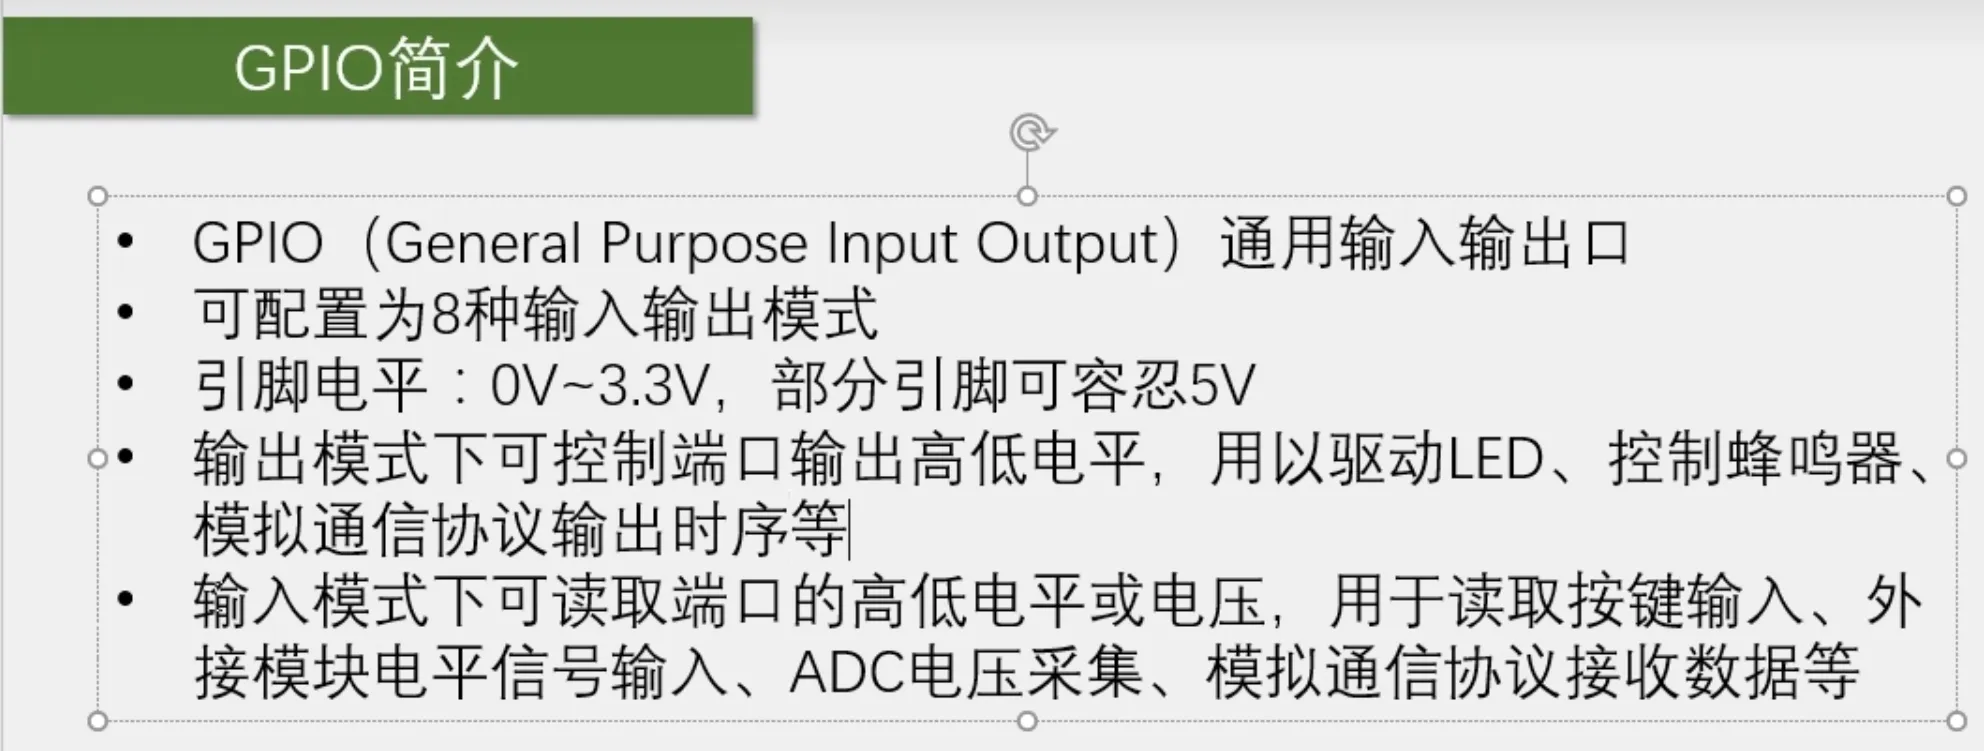 GPIO简介
• GPIO（General Purpose Input Output）通用输入输出口
• 可配置为8种输入输出模式
• 引脚电平：0V~3.3V，部分引脚可容忍5V
• 输出模式下可控制端口输出高低电平，用以驱动LED、控制蜂鸣器、
模拟通信协议输出时序等
• 输入模式下可读取端口的高低电平或电压，用于读取按键输入、外
接模块电平信号输入、ADC电压采集、模拟通信协议接收数据等